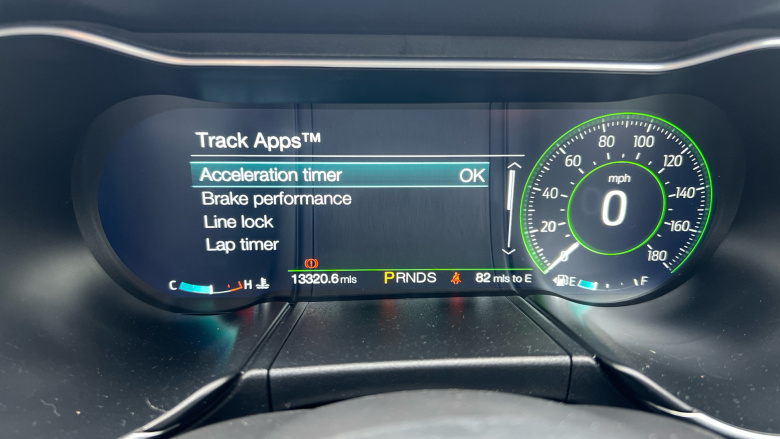 Track Apps™
Acceleration timer OK
Brake performance
Line lock
Lap timer
C H
13320.6 mls
PRNDS
82 mls to E
E F
mph
0
0 20 40 60 80 100 120 140 160 180